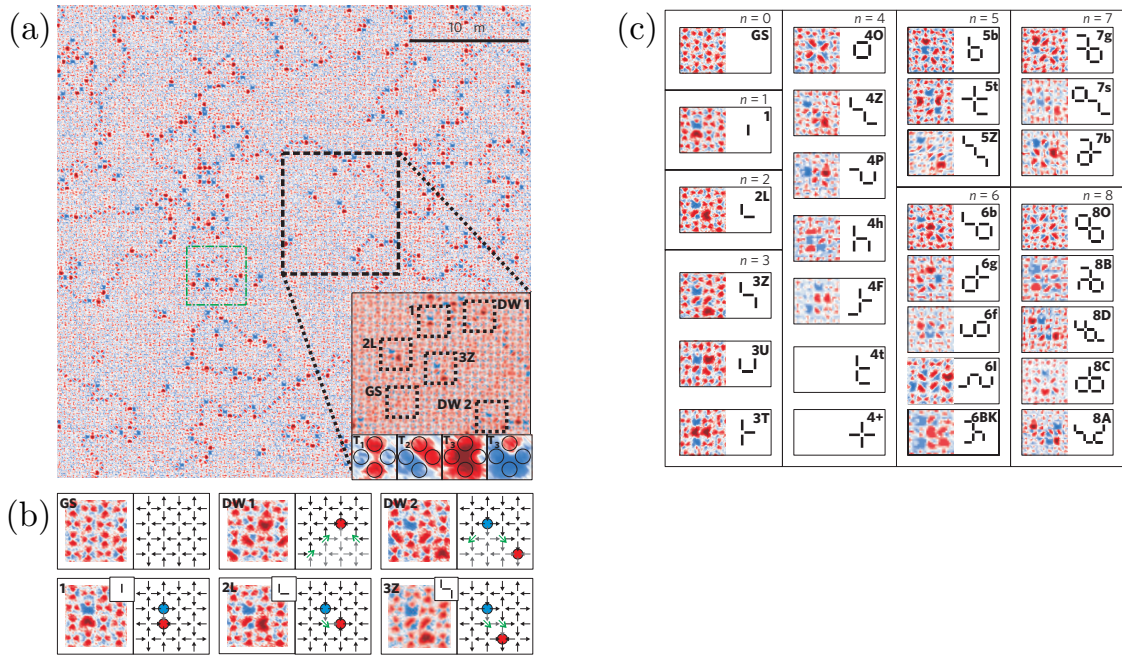 (a)
10 m
1
DW 1
2L
3Z
GS
DW 2
T1
T2
T3
T3
(b)
GS
DW 1
DW 2
1
2L
3Z
(c)
n = 0
GS
n = 1
1
n = 2
2L
n = 3
3Z
3U
3T
n = 4
4O
4Z
4P
4h
4F
4t
4+
n = 5
5b
5t
5Z
n = 6
6b
6g
6f
6I
6BK
n = 7
7g
7s
7b
n = 8
8O
8B
8D
8C
8A